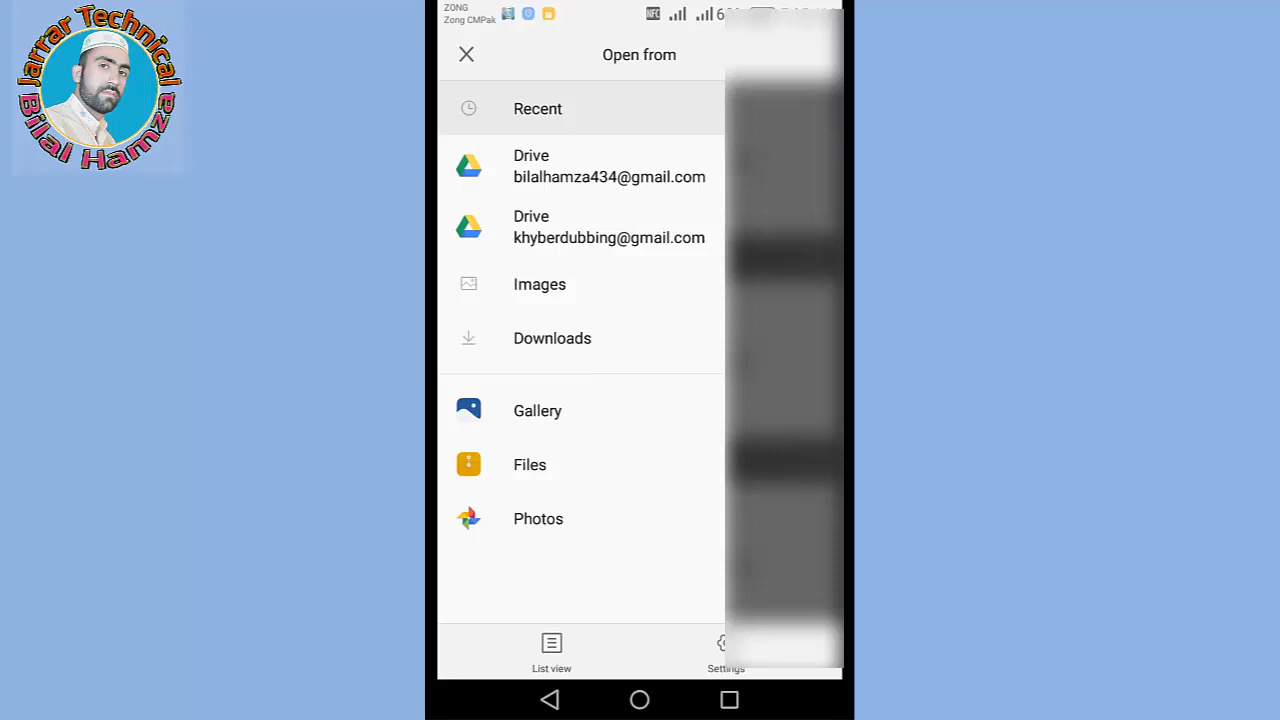 Jarrar Technical
Bilal Hamza
ZONG
Zong CMPak
NFC
Open from
Recent
Drive
bilalhamza434@gmail.com
Drive
khyberdubbing@gmail.com
Images
Downloads
Gallery
Files
Photos
List view
Settings